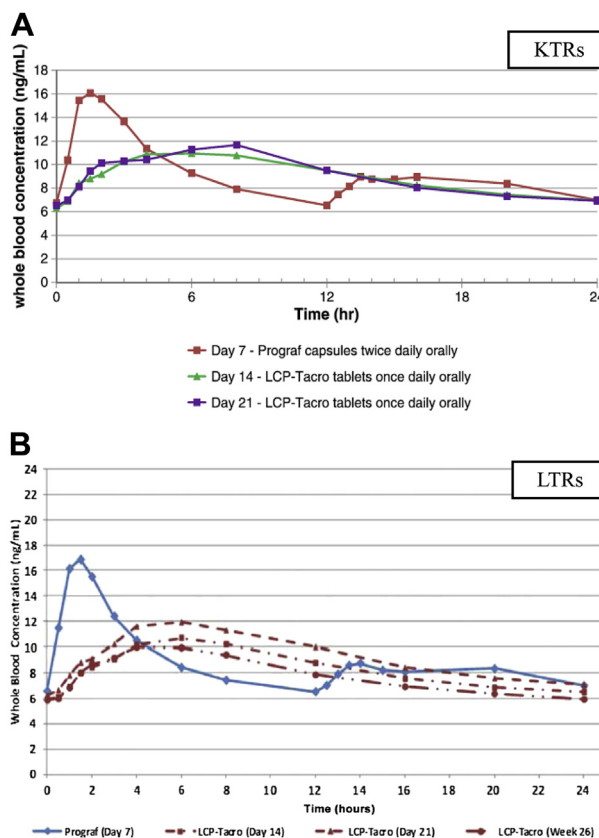 A
KTRs
whole blood concentration (ng/mL)
18
16
14
12
10
8
6
4
2
0
0 6 12 18 24
Time (hr)
Day 7 - Prograf capsules twice daily orally
Day 14 - LCP-Tacro tablets once daily orally
Day 21 - LCP-Tacro tablets once daily orally
B
LTRs
Whole Blood Concentration (ng/mL)
24
22
20
18
16
14
12
10
8
6
4
2
0
0 2 4 6 8 10 12 14 16 18 20 22 24
Time (hours)
Prograf (Day 7) LCP-Tacro (Day 14) LCP-Tacro (Day 21) LCP-Tacro (Week 26)